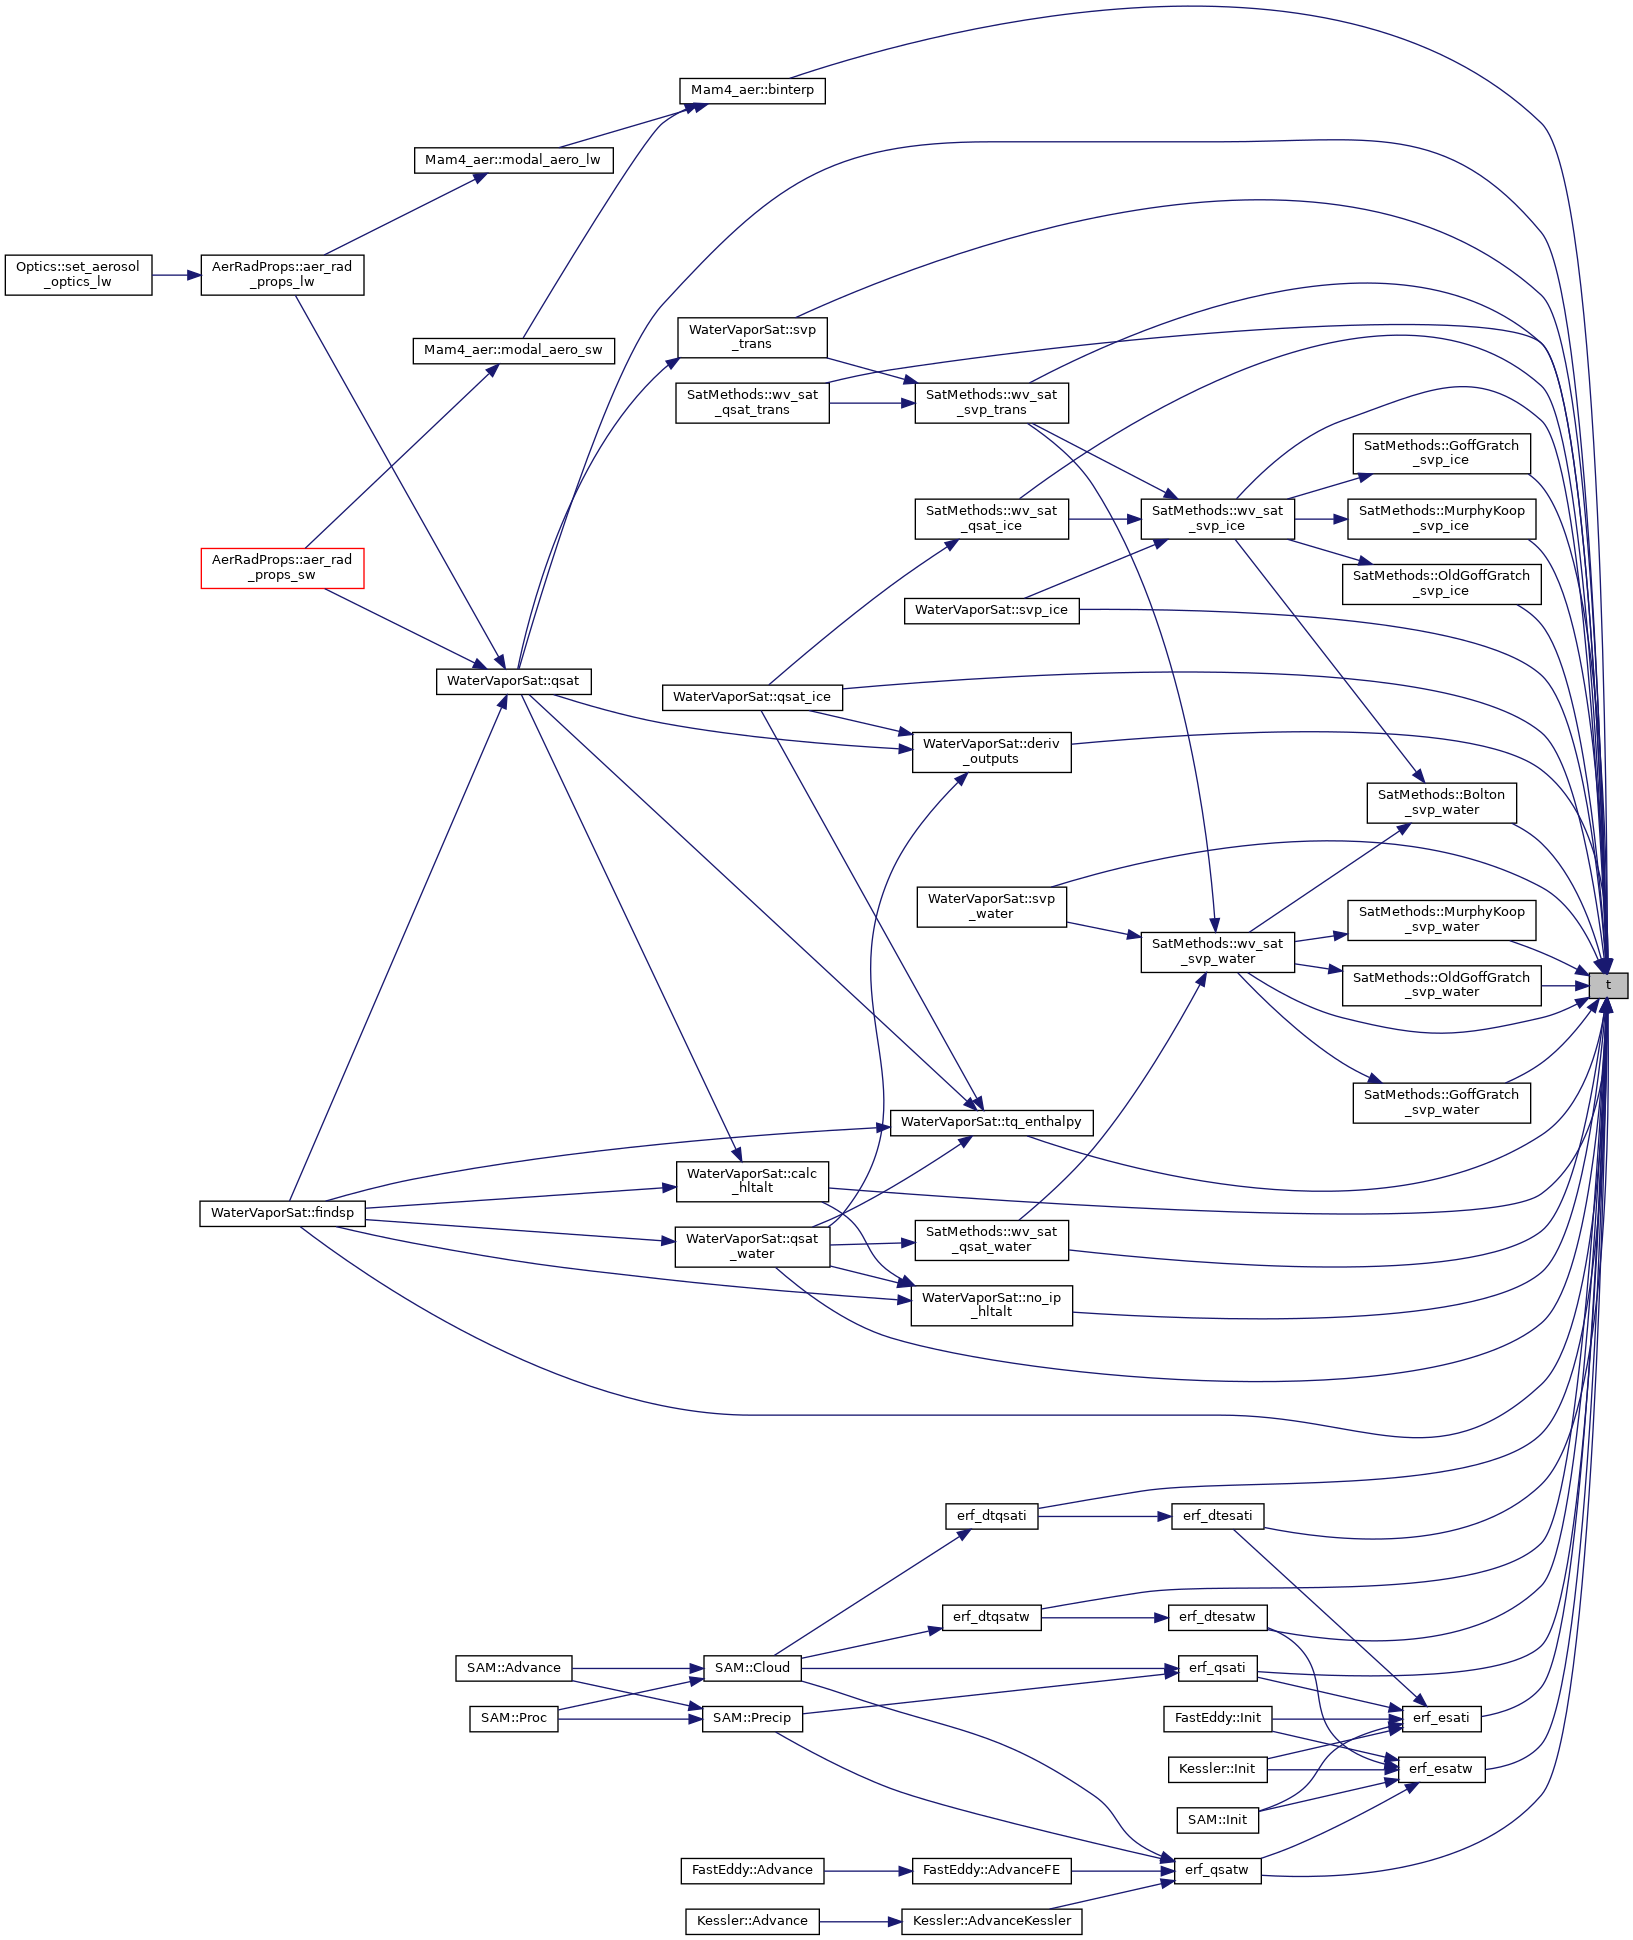 Mam4_aer::binterp
Mam4_aer::modal_aero_lw
Optics::set_aerosol
_optics_lw
AerRadProps::aer_rad
_props_lw
WaterVaporSat::svp
_trans
Mam4_aer::modal_aero_sw
SatMethods::wv_sat
_qsat_trans
SatMethods::wv_sat
_svp_trans
SatMethods::GoffGratch
_svp_ice
SatMethods::wv_sat
_qsat_ice
SatMethods::wv_sat
_svp_ice
SatMethods::MurphyKoop
_svp_ice
AerRadProps::aer_rad
_props_sw
SatMethods::OldGoffGratch
_svp_ice
WaterVaporSat::svp_ice
WaterVaporSat::qsat
WaterVaporSat::qsat_ice
WaterVaporSat::deriv
_outputs
SatMethods::Bolton
_svp_water
WaterVaporSat::svp
_water
SatMethods::MurphyKoop
_svp_water
SatMethods::wv_sat
_svp_water
SatMethods::OldGoffGratch
_svp_water
t
SatMethods::GoffGratch
_svp_water
WaterVaporSat::tq_enthalpy
WaterVaporSat::calc
_hltalt
WaterVaporSat::findsp
WaterVaporSat::qsat
_water
SatMethods::wv_sat
_qsat_water
WaterVaporSat::no_ip
_hltalt
erf_dtqsati
erf_dtesati
erf_dtqsatw
erf_dtesatw
SAM::Advance
SAM::Cloud
erf_qsati
SAM::Proc
SAM::Precip
FastEddy::Init
erf_esati
Kessler::Init
erf_esatw
SAM::Init
FastEddy::Advance
FastEddy::AdvanceFE
erf_qsatw
Kessler::Advance
Kessler::AdvanceKessler